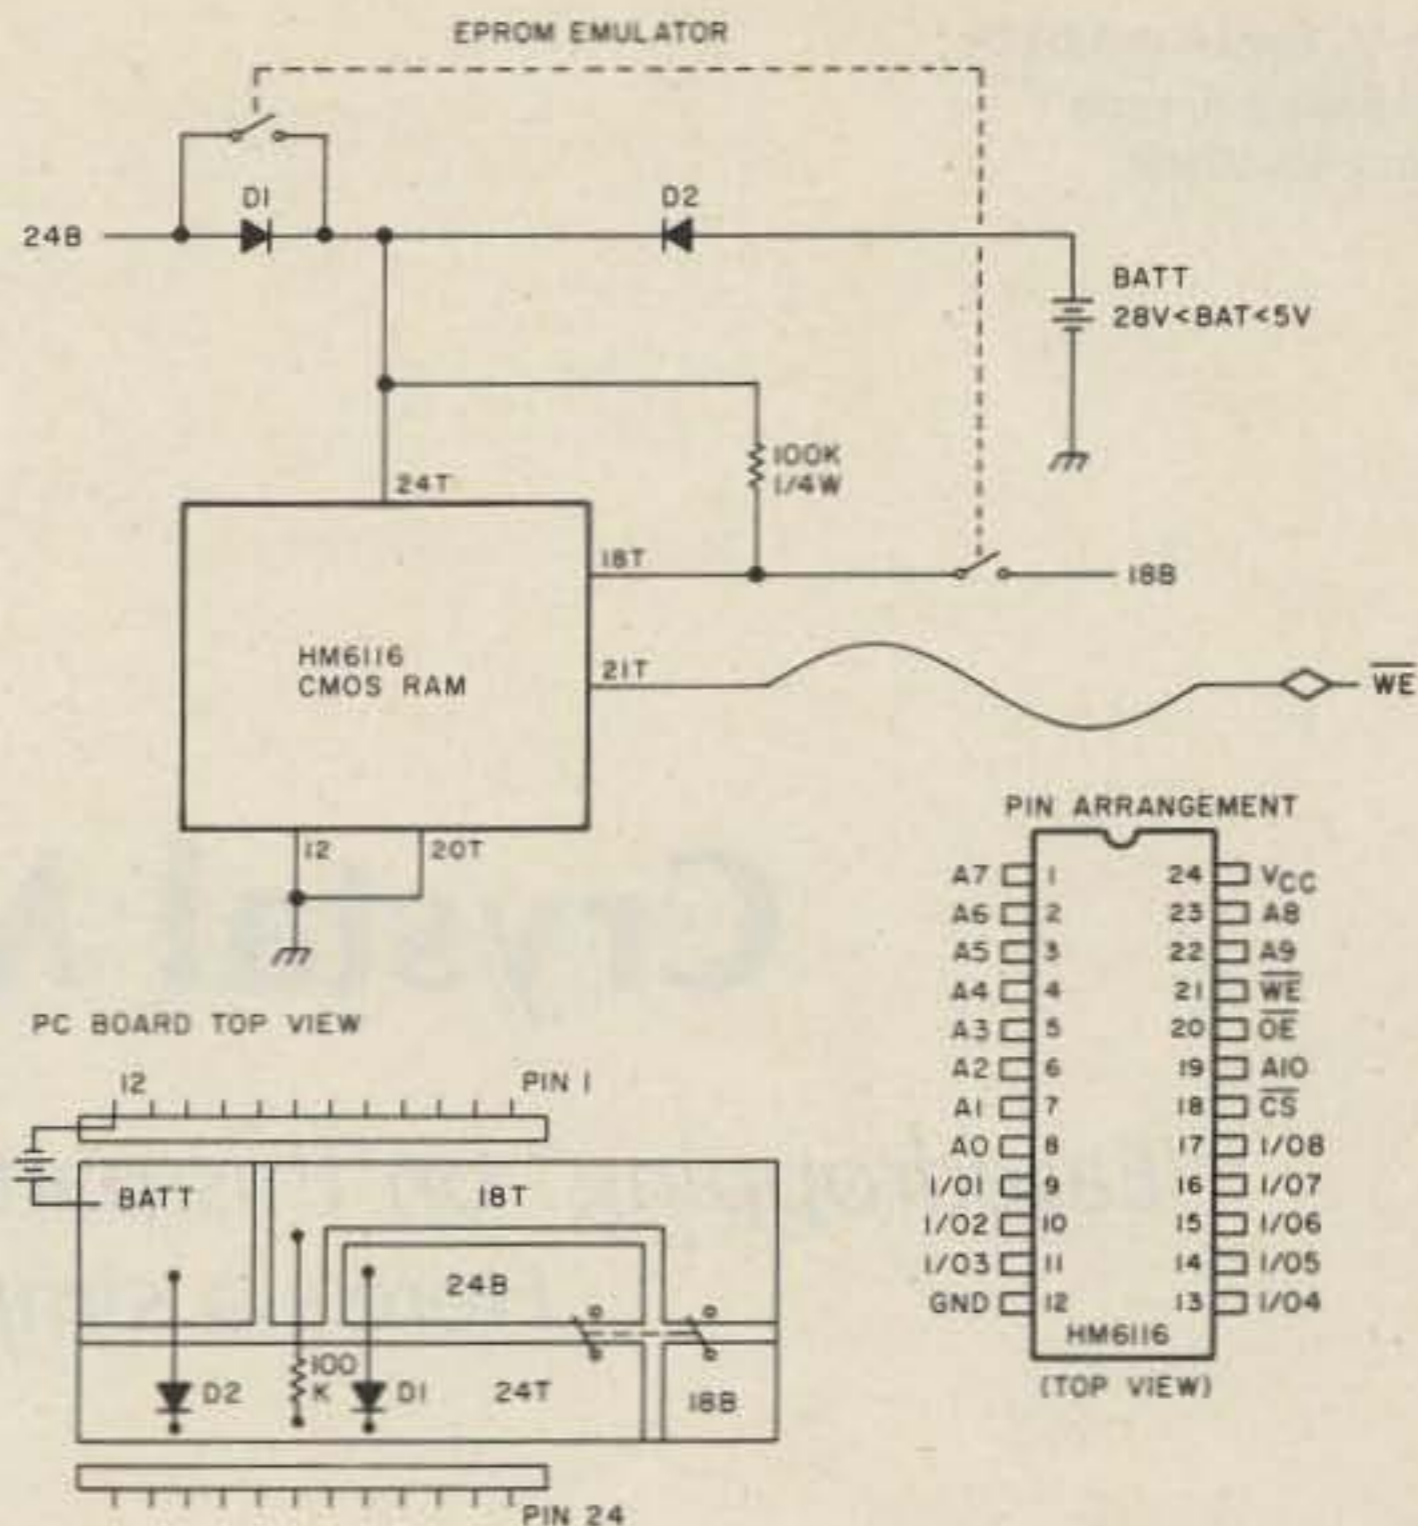 EPROM EMULATOR
D1
D2
24B
BATT
28V<BAT<5V
100K
1/4W
24T
18T
18B
HM6116
CMOS RAM
21T
WE
12
20T
PIN ARRANGEMENT
A7 1 24 VCC
A6 2 23 A8
A5 3 22 A9
A4 4 21 WE
A3 5 20 OE
A2 6 19 A10
A1 7 18 CS
A0 8 17 I/O8
I/O1 9 16 I/O7
I/O2 10 15 I/O6
I/O3 11 14 I/O5
GND 12 13 I/O4
HM6116
(TOP VIEW)
PC BOARD TOP VIEW
12
PIN 1
BATT
18T
24B
D2
100
K
D1
24T
18B
PIN 24